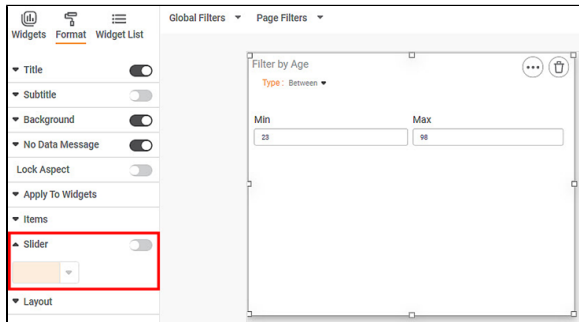 Global Filters Page Filters
Widgets Format Widget List
Title
Subtitle
Background
No Data Message
Lock Aspect
Apply To Widgets
Items
Slider
Layout
Filter by Age
Type : Between
Min Max
23 98